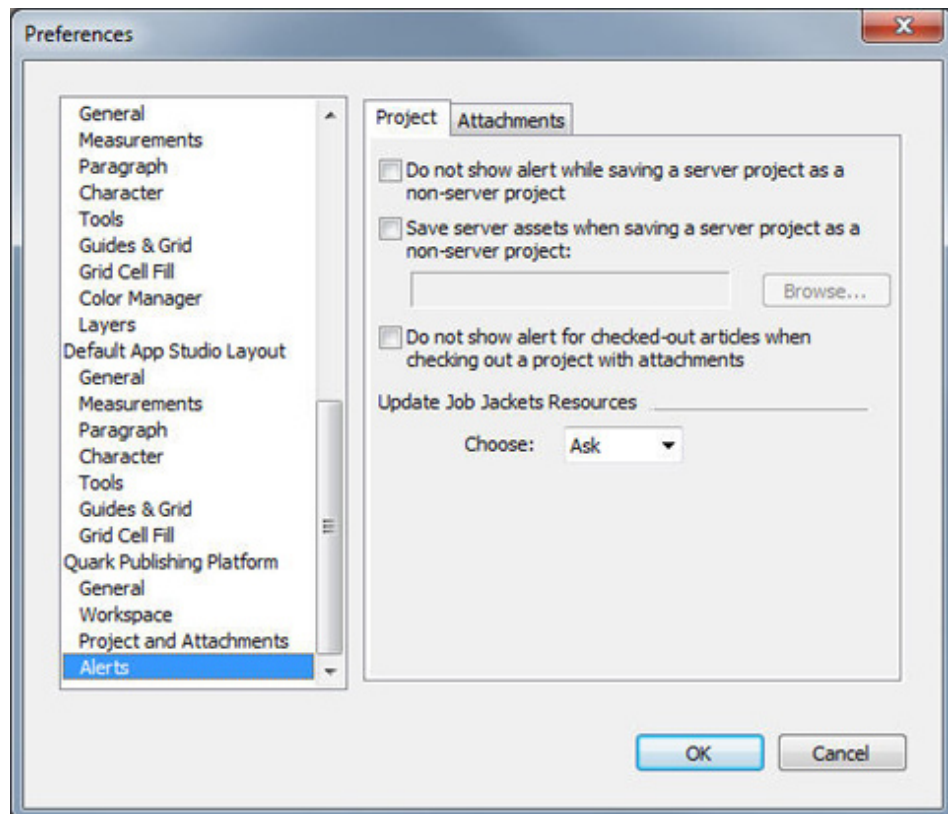 Preferences
General
Measurements
Paragraph
Character
Tools
Guides & Grid
Grid Cell Fill
Color Manager
Layers
Default App Studio Layout
General
Measurements
Paragraph
Character
Tools
Guides & Grid
Grid Cell Fill
Quark Publishing Platform
General
Workspace
Project and Attachments
Alerts
Project Attachments
Do not show alert while saving a server project as a
non-server project
Save server assets when saving a server project as a
non-server project:
Browse...
Do not show alert for checked-out articles when
checking out a project with attachments
Update Job Jackets Resources
Choose: Ask
OK Cancel